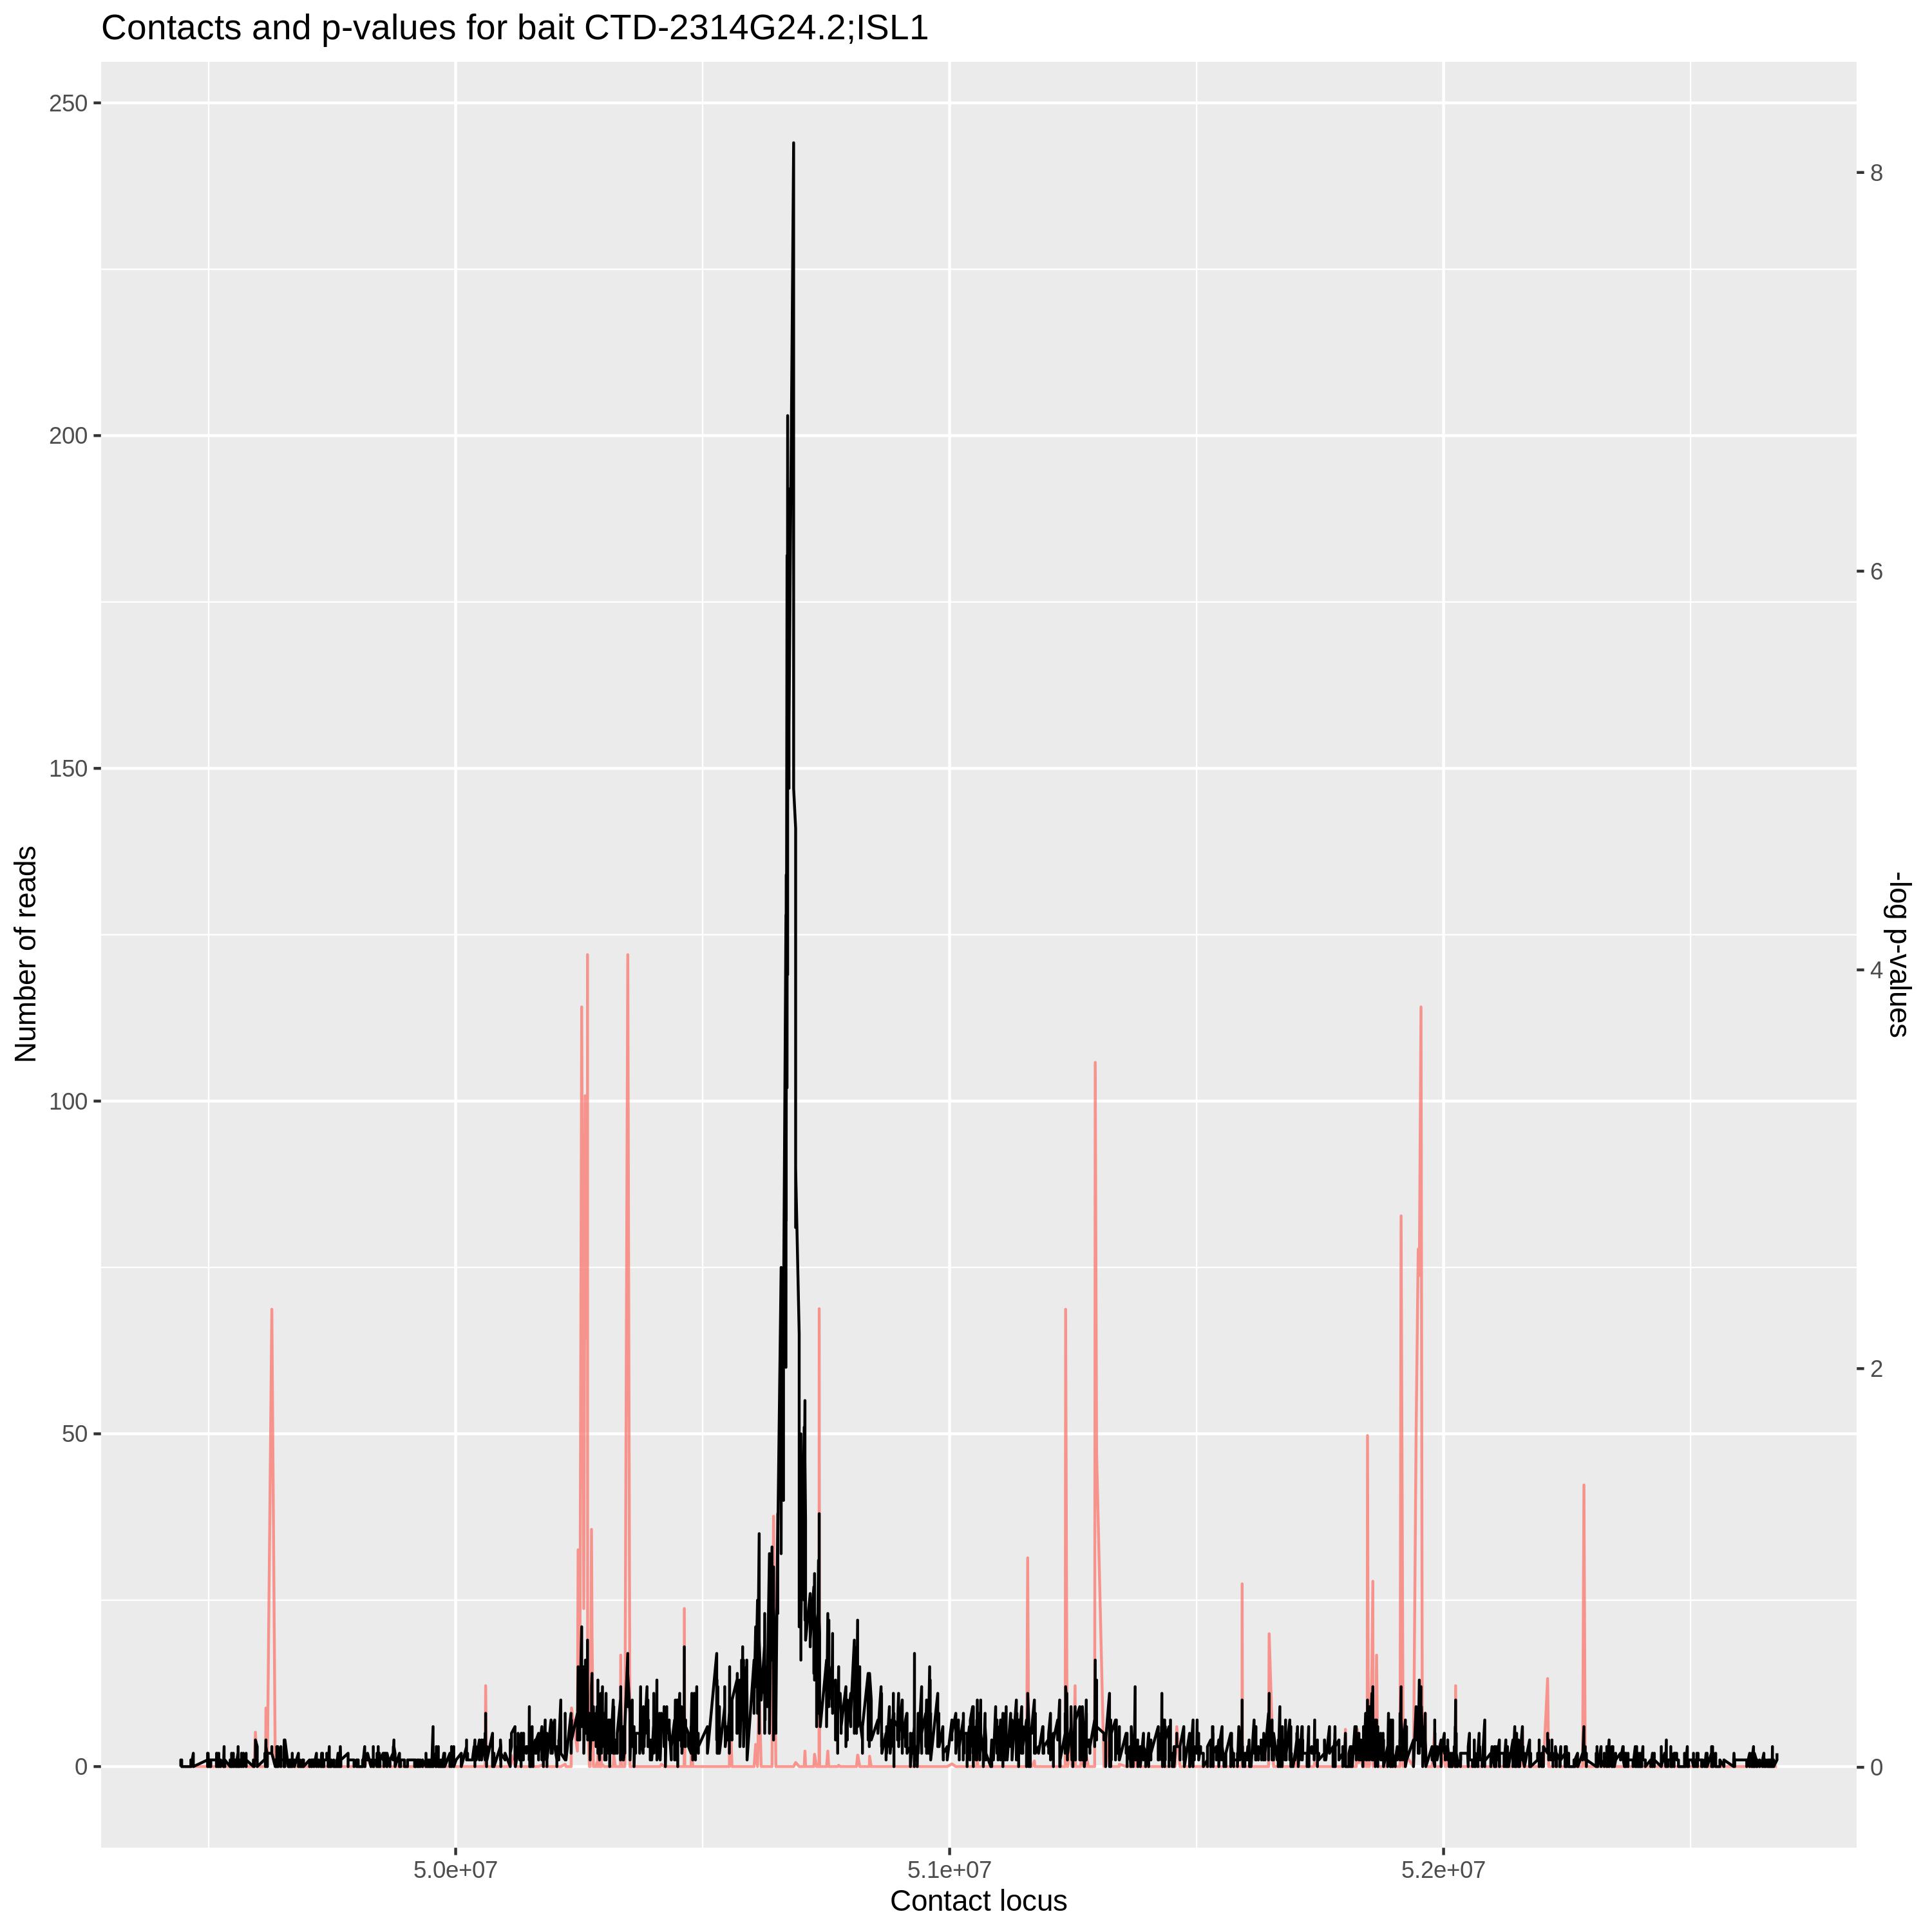 Contacts and p-values for bait CTD-2314G24.2;ISL1
250
200
150
100
50
0
Number of reads
8
6
4
2
0
-log p-values
5.0e+07
5.1e+07
5.2e+07
Contact locus